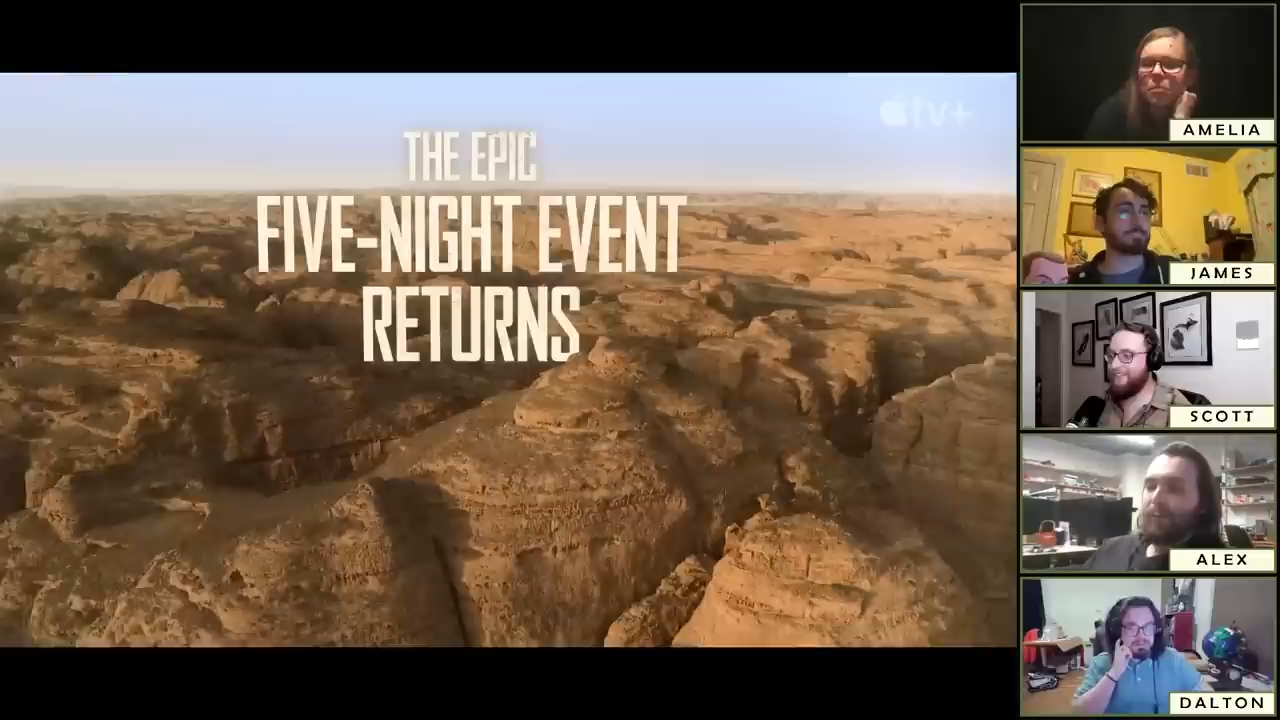 tv+
THE EPIC
FIVE-NIGHT EVENT
RETURNS
AMELIA
JAMES
SCOTT
ALEX
DALTON